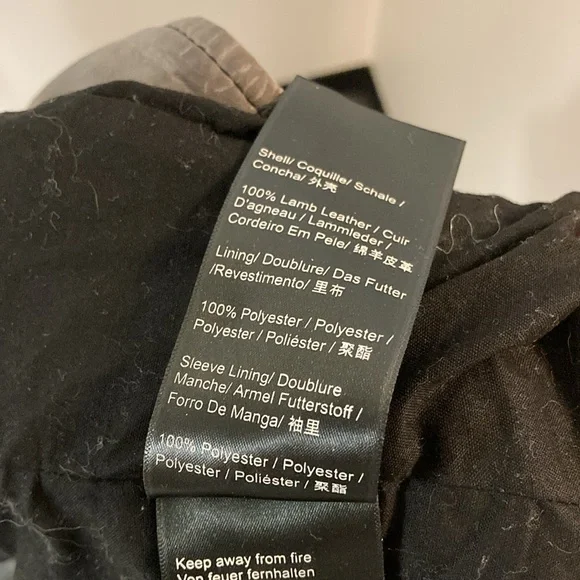 Shell/ Coquille/ Schale /
Concha/ 外壳
100% Lamb Leather / Cuir
D'agneau / Lammleder /
Cordeiro Em Pele/ 绵羊皮革
Lining/ Doublure/ Das Futter
/Revestimento/ 里布
100% Polyester / Polyester /
Polyester / Poliéster / 聚酯
Sleeve Lining/ Doublure
Manche/ Armel Futterstoff /
Forro De Manga/ 袖里
100% Polyester / Polyester /
Polyester / Poliéster / 聚酯
Keep away from fire
Von feuer fernhalten